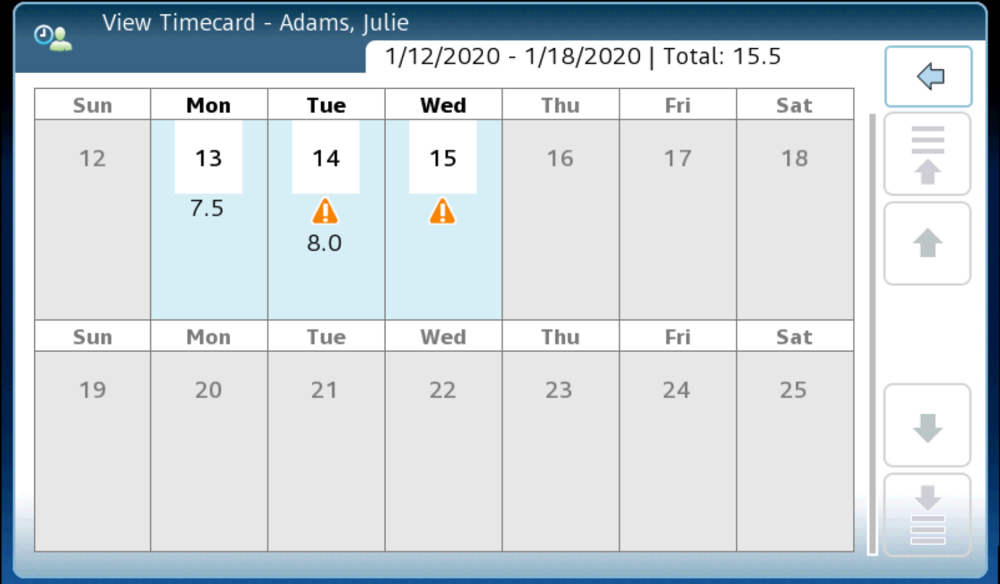 View Timecard - Adams, Julie
1/12/2020 - 1/18/2020 | Total: 15.5
Sun Mon Tue Wed Thu Fri Sat
12 13 14 15 16 17 18
7.5
8.0
Sun Mon Tue Wed Thu Fri Sat
19 20 21 22 23 24 25